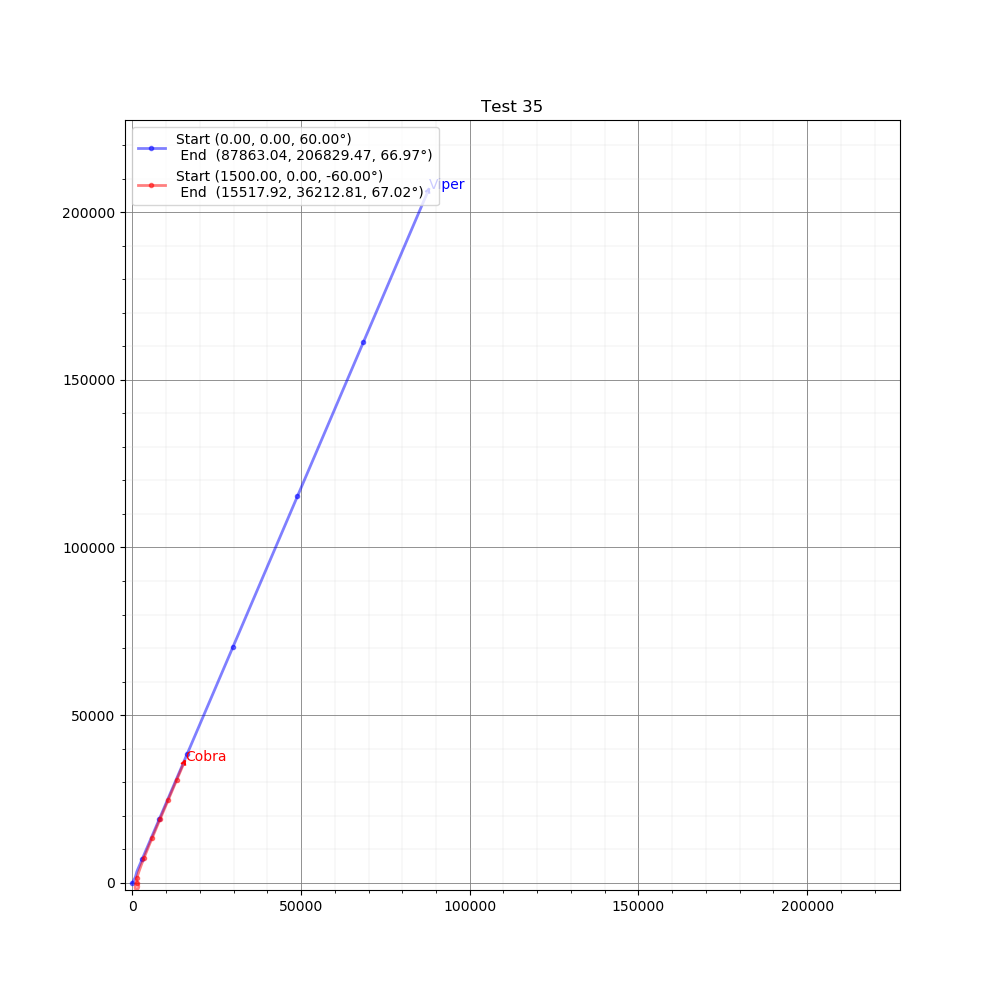 Test 35
Start (0.00, 0.00, 60.00°)
End (87863.04, 206829.47, 66.97°)
Start (1500.00, 0.00, -60.00°)
End (15517.92, 36212.81, 67.02°)
Viper
200000
150000
100000
50000
Cobra
0
0 50000 100000 150000 200000